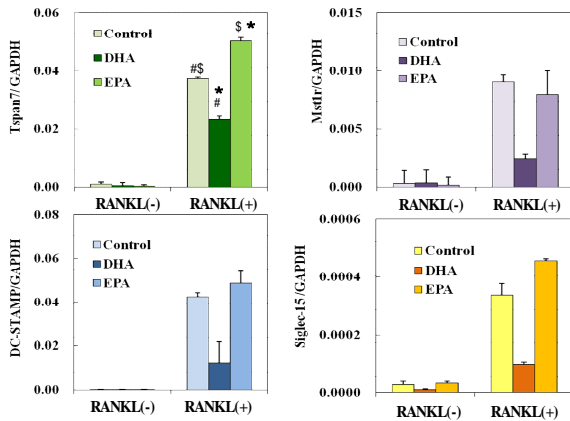 Tspan7/GAPDH
0.06
0.04
0.02
0.00
Control
DHA
EPA
#$
*
#
$ *
RANKL(-) RANKL(+)
Mst1r/GAPDH
0.015
0.010
0.005
0.000
Control
DHA
EPA
RANKL(-) RANKL(+)
DC-STAMP/GAPDH
0.08
0.06
0.04
0.02
0.00
Control
DHA
EPA
RANKL(-) RANKL(+)
Siglec-15/GAPDH
0.0006
0.0004
0.0002
0.0000
Control
DHA
EPA
RANKL(-) RANKL(+)